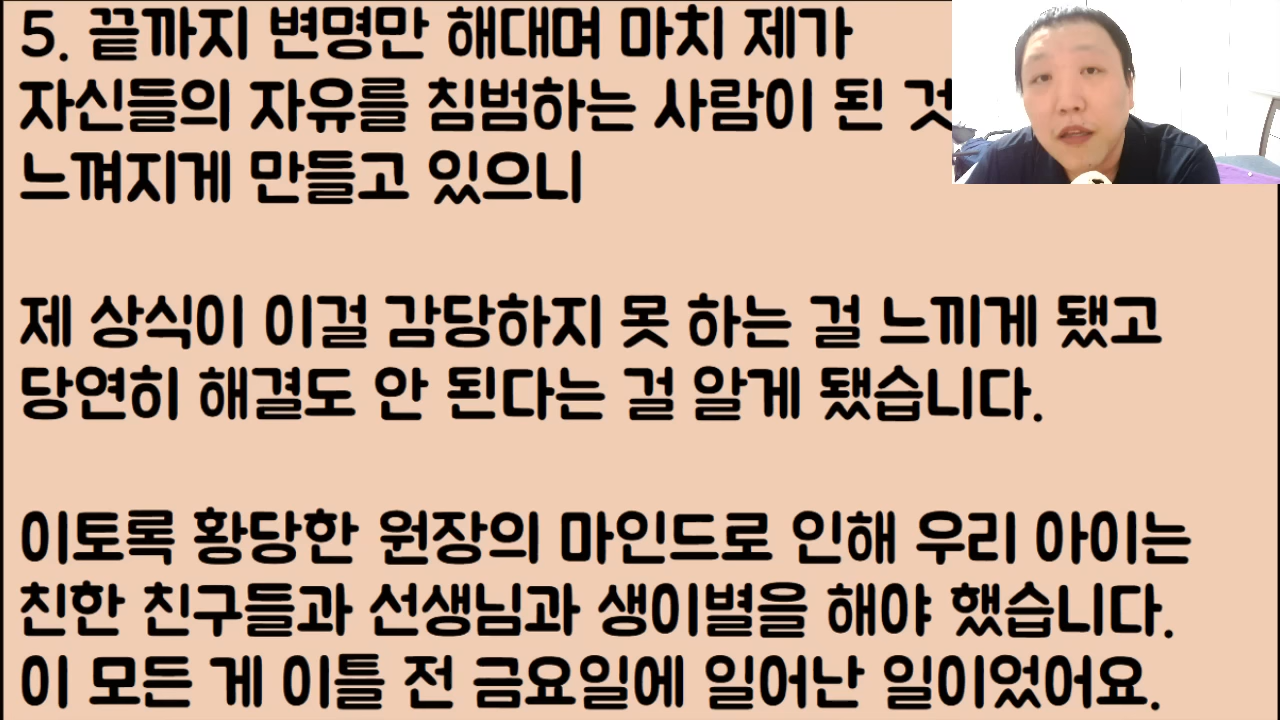 5. 끝까지 변명만 해대며 마치 제가
자신들의 자유를 침범하는 사람이 된 것
느껴지게 만들고 있으니
제 상식이 이걸 감당하지 못 하는 걸 느끼게 됐고
당연히 해결도 안 된다는 걸 알게 됐습니다.
이토록 황당한 원장의 마인드로 인해 우리 아이는
친한 친구들과 선생님과 생이별을 해야 했습니다.
이 모든 게 이틀 전 금요일에 일어난 일이었어요.